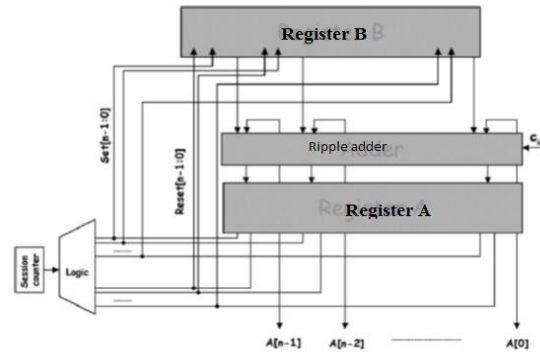 Register B
Set[n-1:0]
Reset[n-1:0]
Ripple adder
Register A
Session counter
Logic
A[n-1]
A[n-2]
A[0]